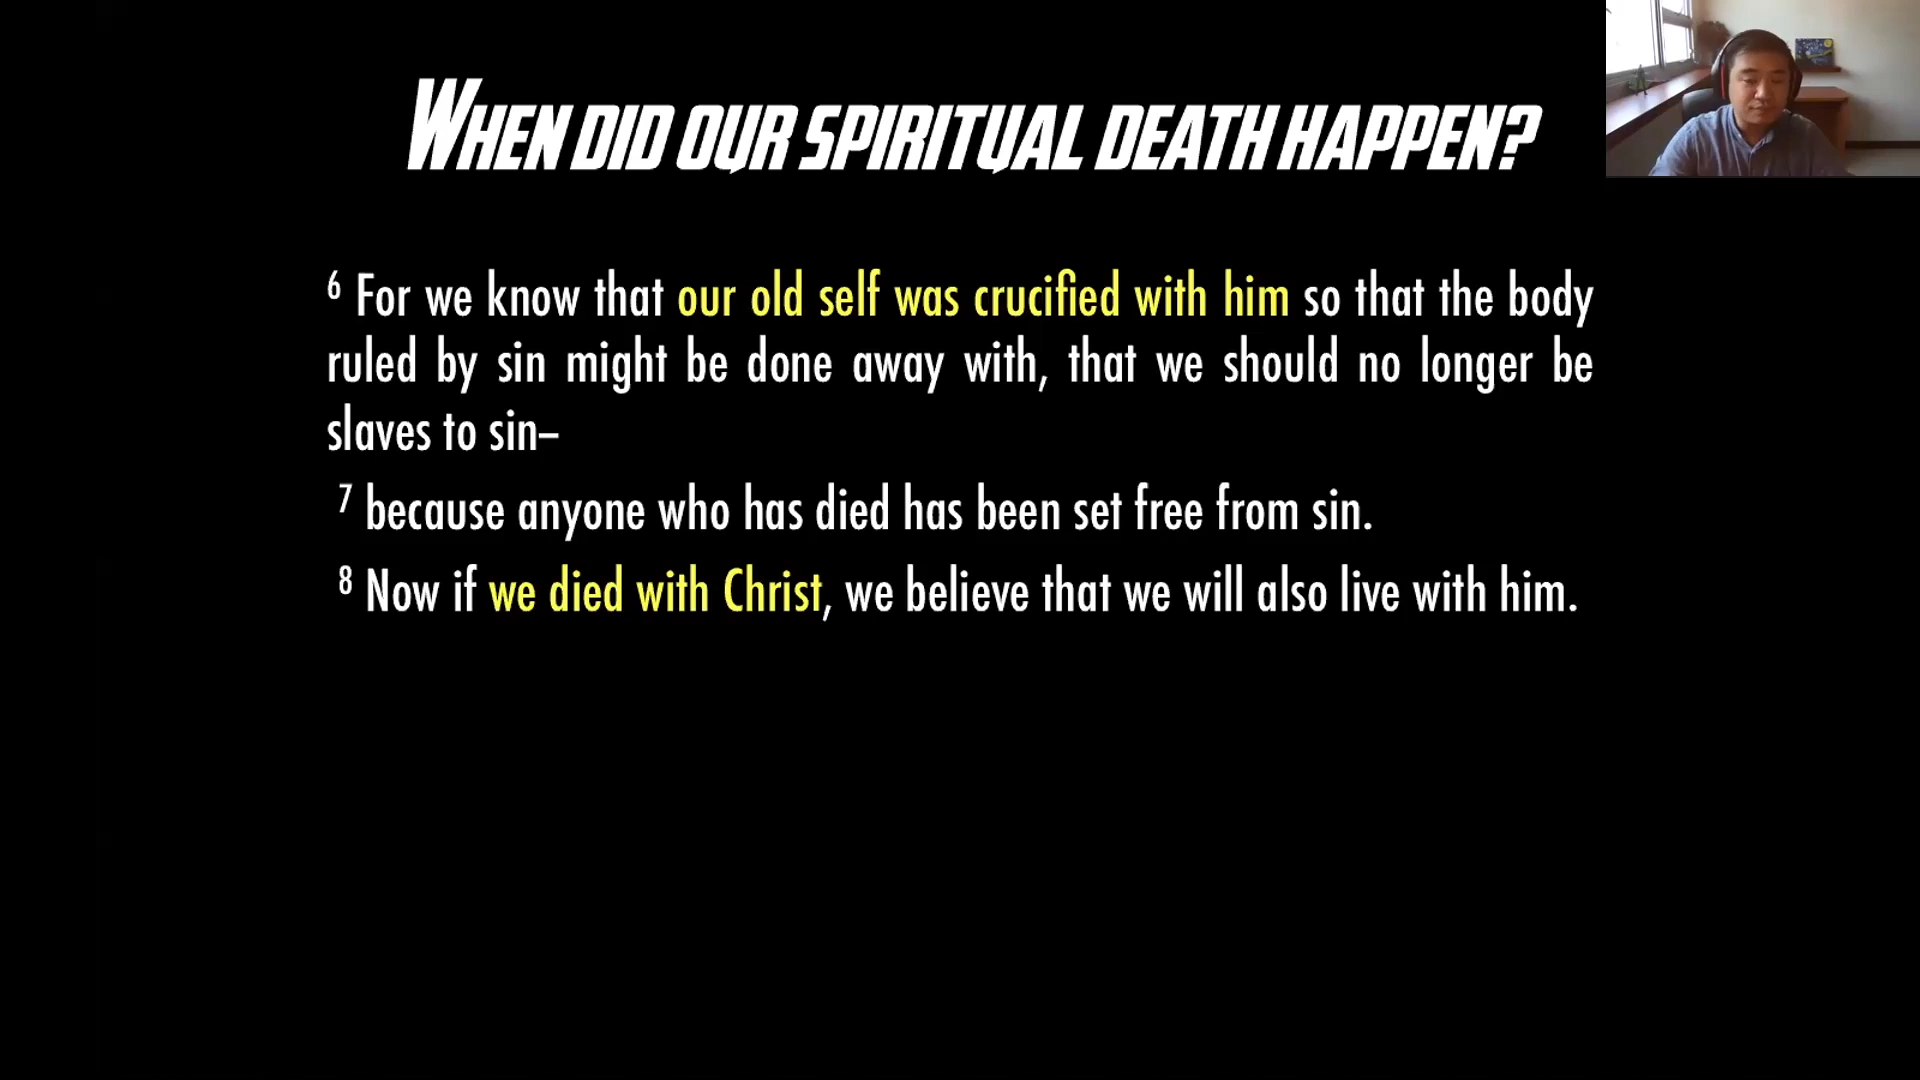 WHEN DID OUR SPIRITUAL DEATH HAPPEN?
6 For we know that our old self was crucified with him so that the body
ruled by sin might be done away with, that we should no longer be
slaves to sin–
7 because anyone who has died has been set free from sin.
8 Now if we died with Christ, we believe that we will also live with him.